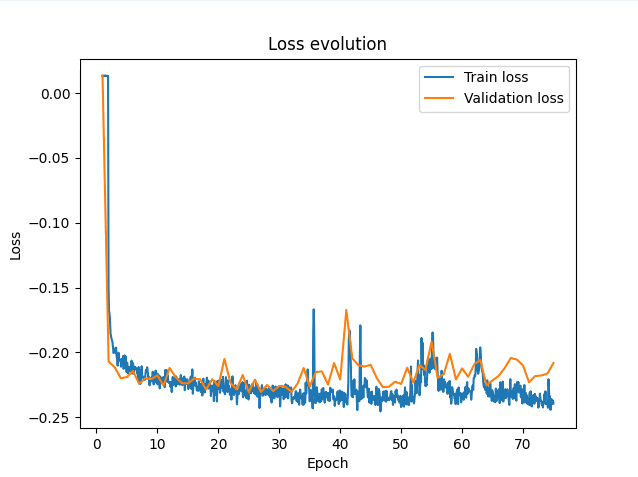 Loss evolution
Train loss
Validation loss
0.00
−0.05
−0.10
−0.15
−0.20
−0.25
Loss
0 10 20 30 40 50 60 70
Epoch